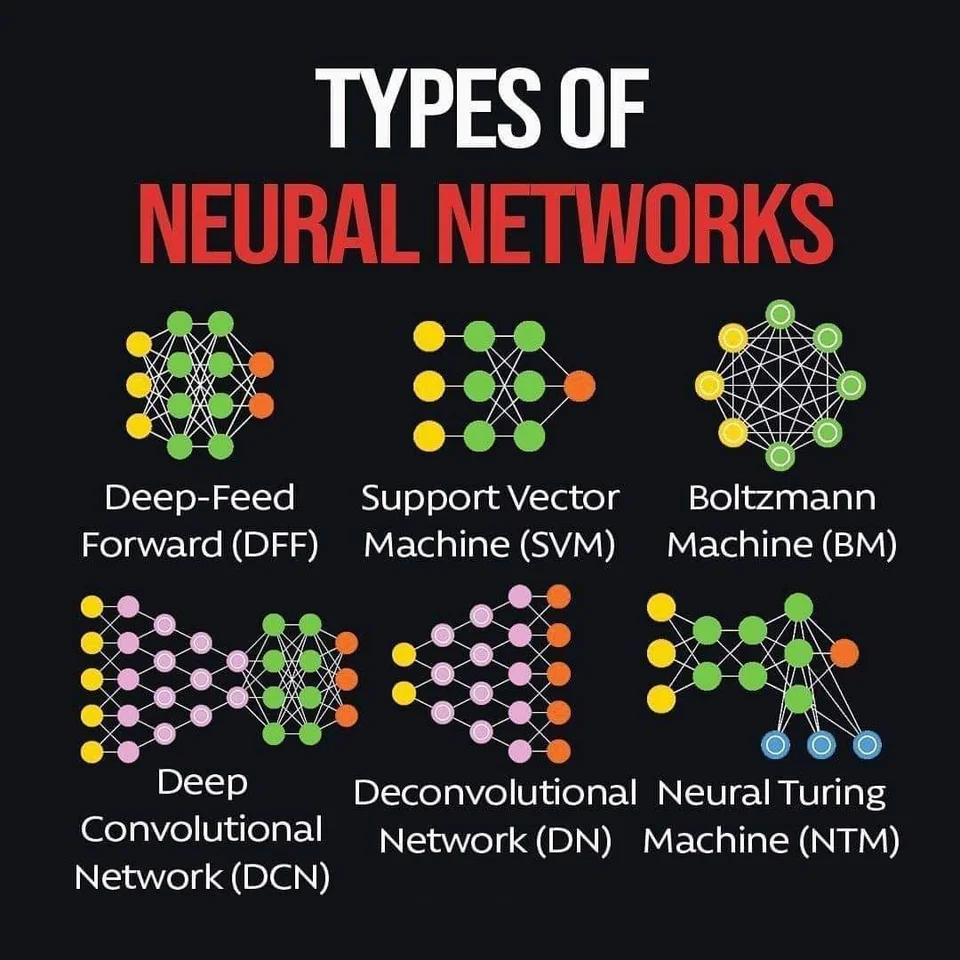 TYPES OF
NEURAL NETWORKS
Deep-Feed
Forward (DFF)
Support Vector
Machine (SVM)
Boltzmann
Machine (BM)
Deep
Convolutional
Network (DCN)
Deconvolutional
Network (DN)
Neural Turing
Machine (NTM)